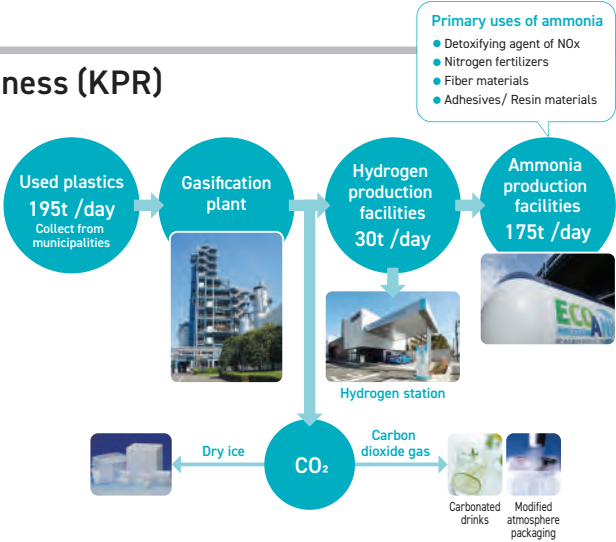 Primary uses of ammonia
● Detoxifying agent of NOx
● Nitrogen fertilizers
● Fiber materials
● Adhesives/ Resin materials
ness (KPR)
Used plastics
195t /day
Collect from
municipalities
Gasification
plant
Hydrogen
production
facilities
30t /day
Ammonia
production
facilities
175t /day
ECO
Hydrogen station
Dry ice
CO₂
Carbon
dioxide gas
Carbonated
drinks
Modified
atmosphere
packaging